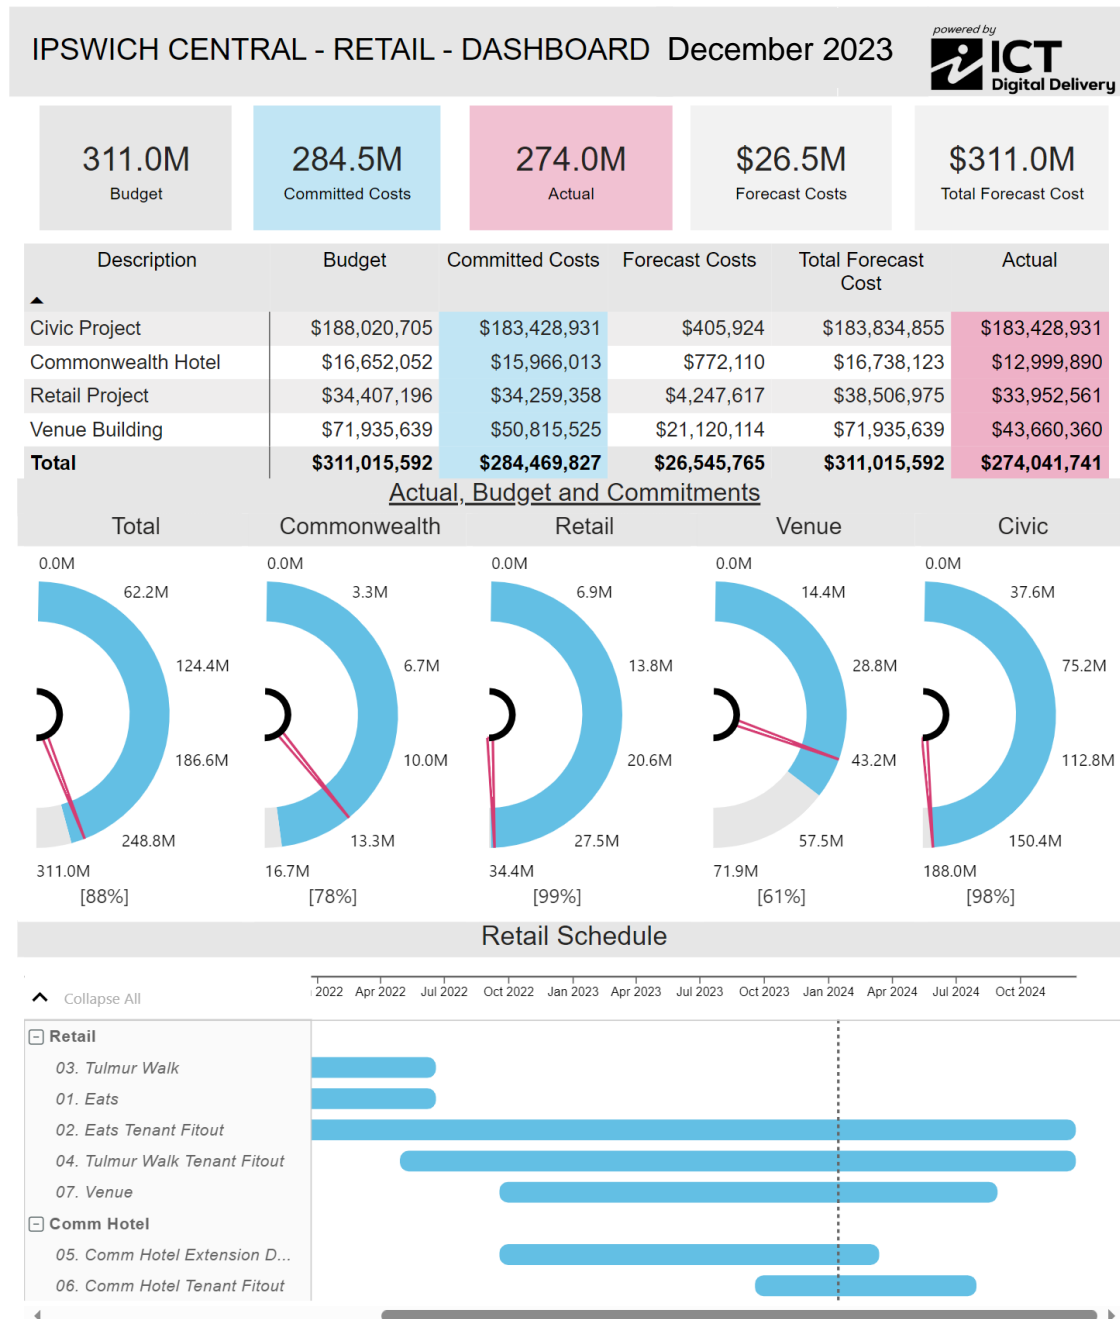 IPSWICH CENTRAL - RETAIL - DASHBOARD December 2023
powered by
ICT
Digital Delivery
311.0M 284.5M 274.0M $26.5M $311.0M
Budget Committed Costs Actual Forecast Costs Total Forecast Cost
Description Budget Committed Costs Forecast Costs Total Forecast Cost Actual
Civic Project $188,020,705 $183,428,931 $405,924 $183,834,855 $183,428,931
Commonwealth Hotel $16,652,052 $15,966,013 $772,110 $16,738,123 $12,999,890
Retail Project $34,407,196 $34,259,358 $4,247,617 $38,506,975 $33,952,561
Venue Building $71,935,639 $50,815,525 $21,120,114 $71,935,639 $43,660,360
Total $311,015,592 $284,469,827 $26,545,765 $311,015,592 $274,041,741
Actual, Budget and Commitments
Total Commonwealth Retail Venue Civic
0.0M 0.0M 0.0M 0.0M 0.0M
62.2M 3.3M 6.9M 14.4M 37.6M
124.4M 6.7M 13.8M 28.8M 75.2M
186.6M 10.0M 20.6M 43.2M 112.8M
248.8M 13.3M 27.5M 57.5M 150.4M
311.0M 16.7M 34.4M 71.9M 188.0M
[88%] [78%] [99%] [61%] [98%]
Retail Schedule
Collapse All
2022 Apr 2022 Jul 2022 Oct 2022 Jan 2023 Apr 2023 Jul 2023 Oct 2023 Jan 2024 Apr 2024 Jul 2024 Oct 2024
Retail
03. Tulmur Walk
01. Eats
02. Eats Tenant Fitout
04. Tulmur Walk Tenant Fitout
07. Venue
Comm Hotel
05. Comm Hotel Extension D...
06. Comm Hotel Tenant Fitout